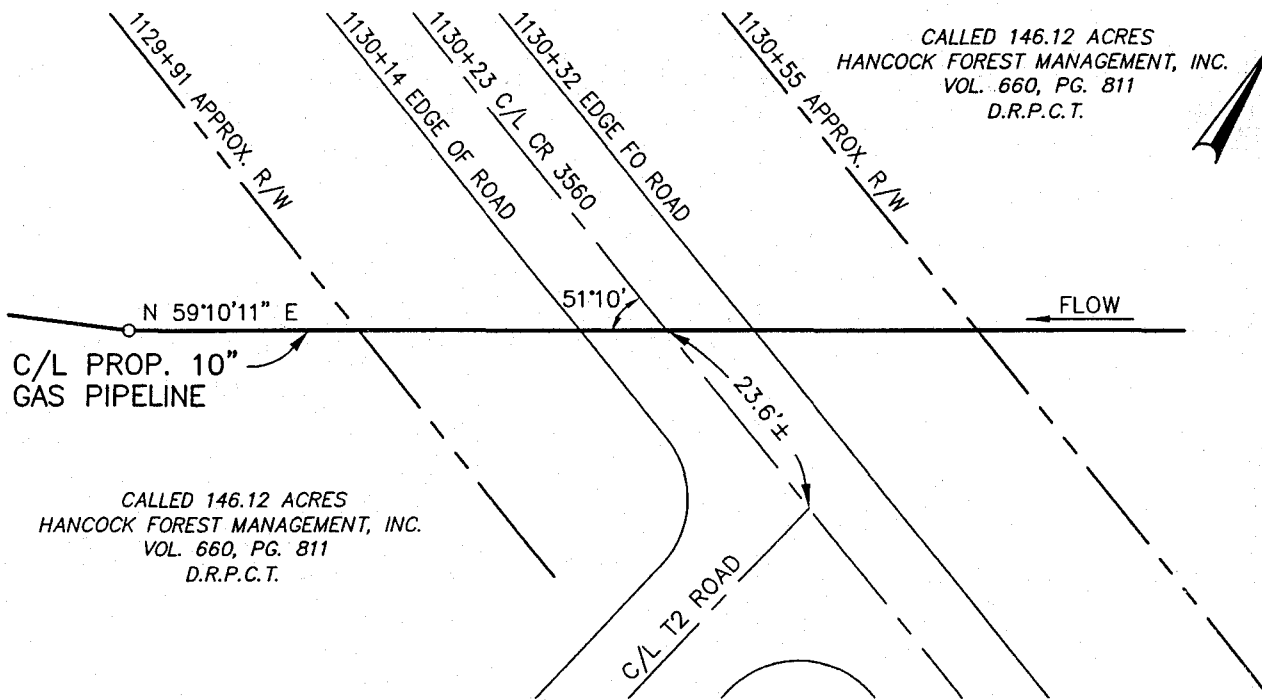 1129+91 APPROX. R/W
1130+14 EDGE OF ROAD
1130+23 C/L CR 3560
1130+32 EDGE FO ROAD
1130+55 APPROX. R/W
CALLED 146.12 ACRES
HANCOCK FOREST MANAGEMENT, INC.
VOL. 660, PG. 811
D.R.P.C.T.
N 59°10'11" E
51°10'
FLOW
C/L PROP. 10"
GAS PIPELINE
23.6'±
CALLED 146.12 ACRES
HANCOCK FOREST MANAGEMENT, INC.
VOL. 660, PG. 811
D.R.P.C.T.
C/L T2 ROAD